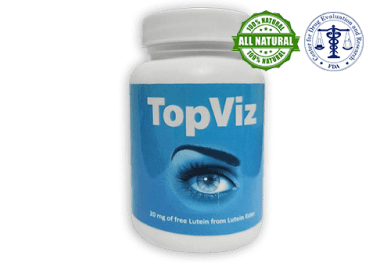 100% NATURAL
ALL NATURAL
100% NATURAL
Center for Drug Evaluation and Research
FDA
TopViz
20 mg of free Lutein from Lutein Ester